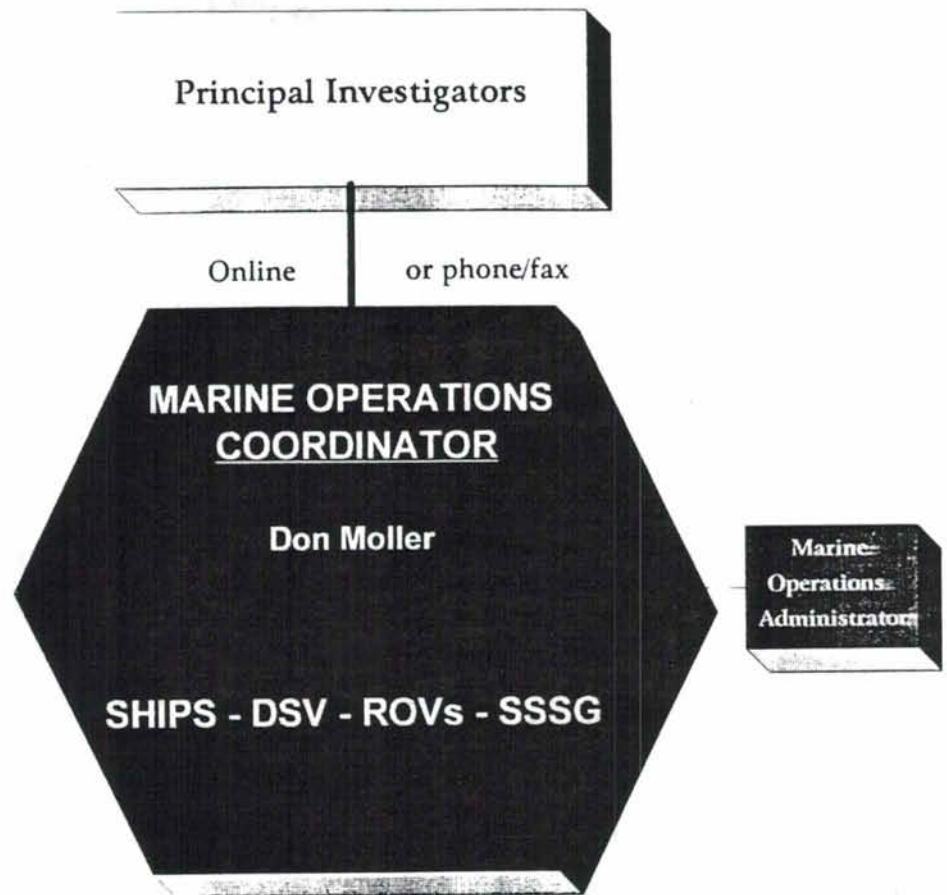 Principal Investigators
Online or phone/fax
MARINE OPERATIONS
COORDINATOR
Don Moller
SHIPS - DSV - ROVs - SSSG
Marine
Operations
Administrator